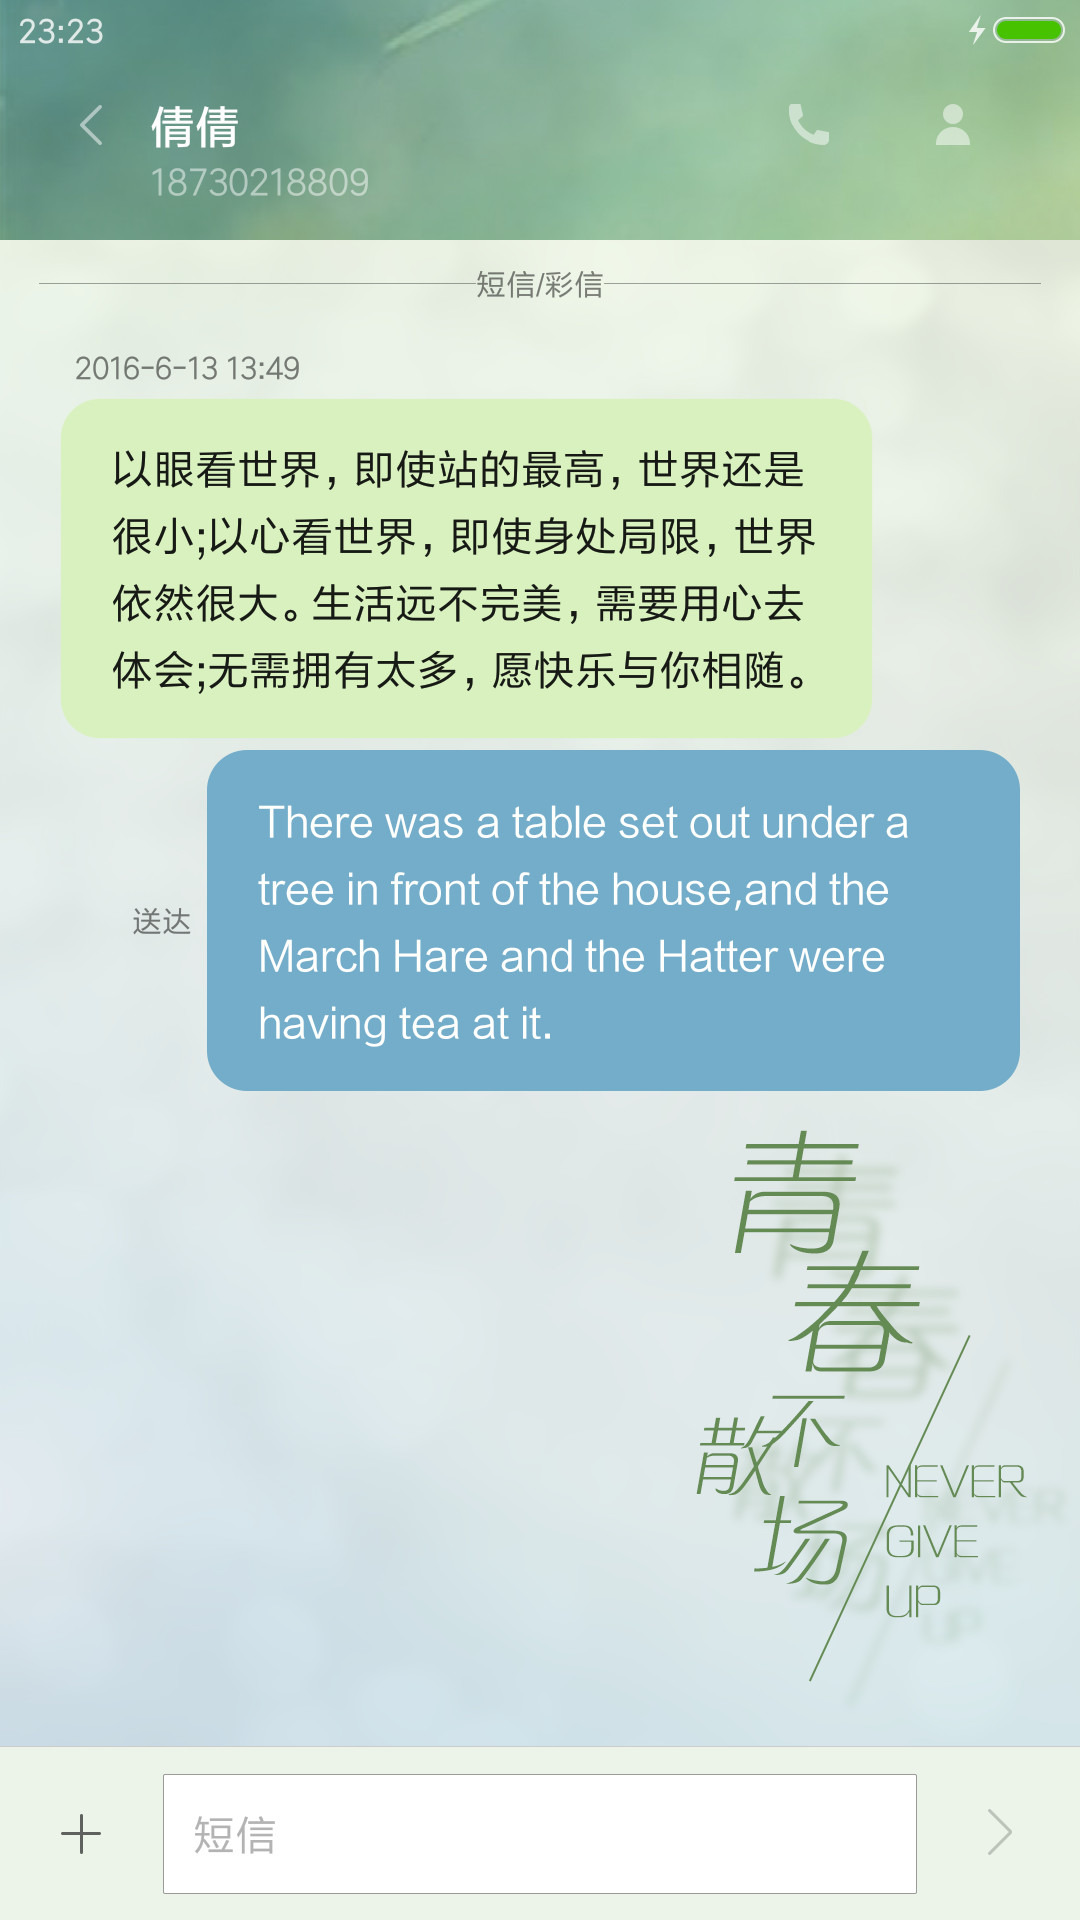 23:23
倩倩
18730218809
短信/彩信
2016-6-13 13:49
以眼看世界，即使站的最高，世界还是
很小;以心看世界，即使身处局限，世界
依然很大。生活远不完美，需要用心去
体会;无需拥有太多，愿快乐与你相随。
There was a table set out under a
tree in front of the house,and the
March Hare and the Hatter were
having tea at it.
送达
青
春
不
散
场
NEVER
GIVE
UP
短信